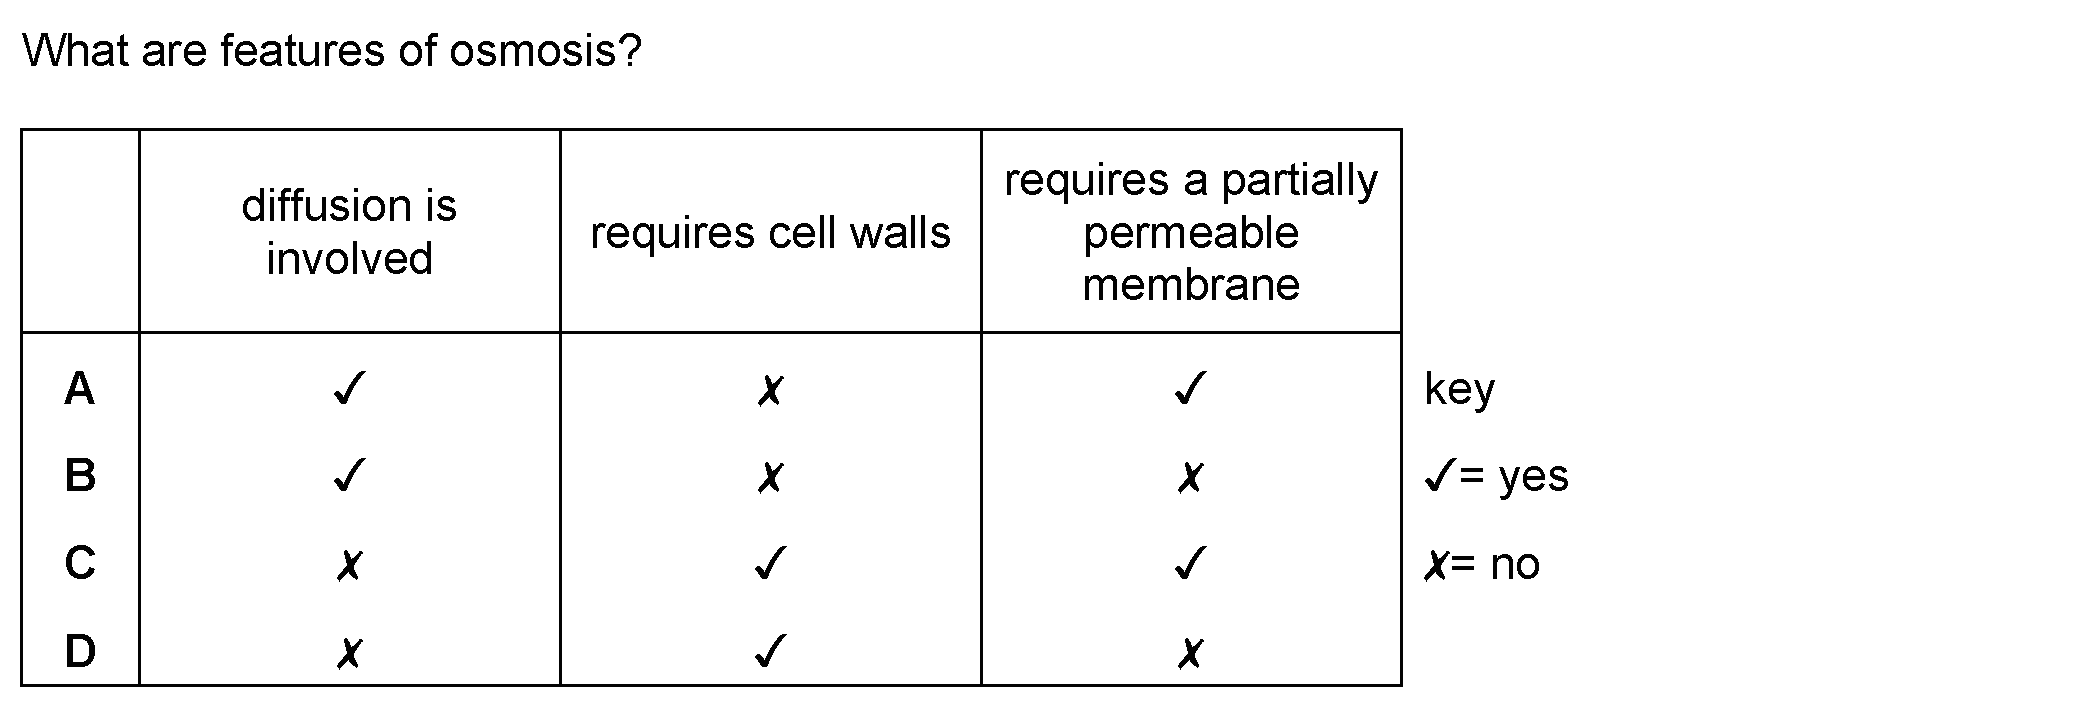 What are features of osmosis?
diffusion is
involved
requires cell walls
requires a partially
permeable
membrane
A ✓ ✗ ✓
B ✓ ✗ ✗
C ✗ ✓ ✓
D ✗ ✓ ✗
key
✓= yes
✗= no